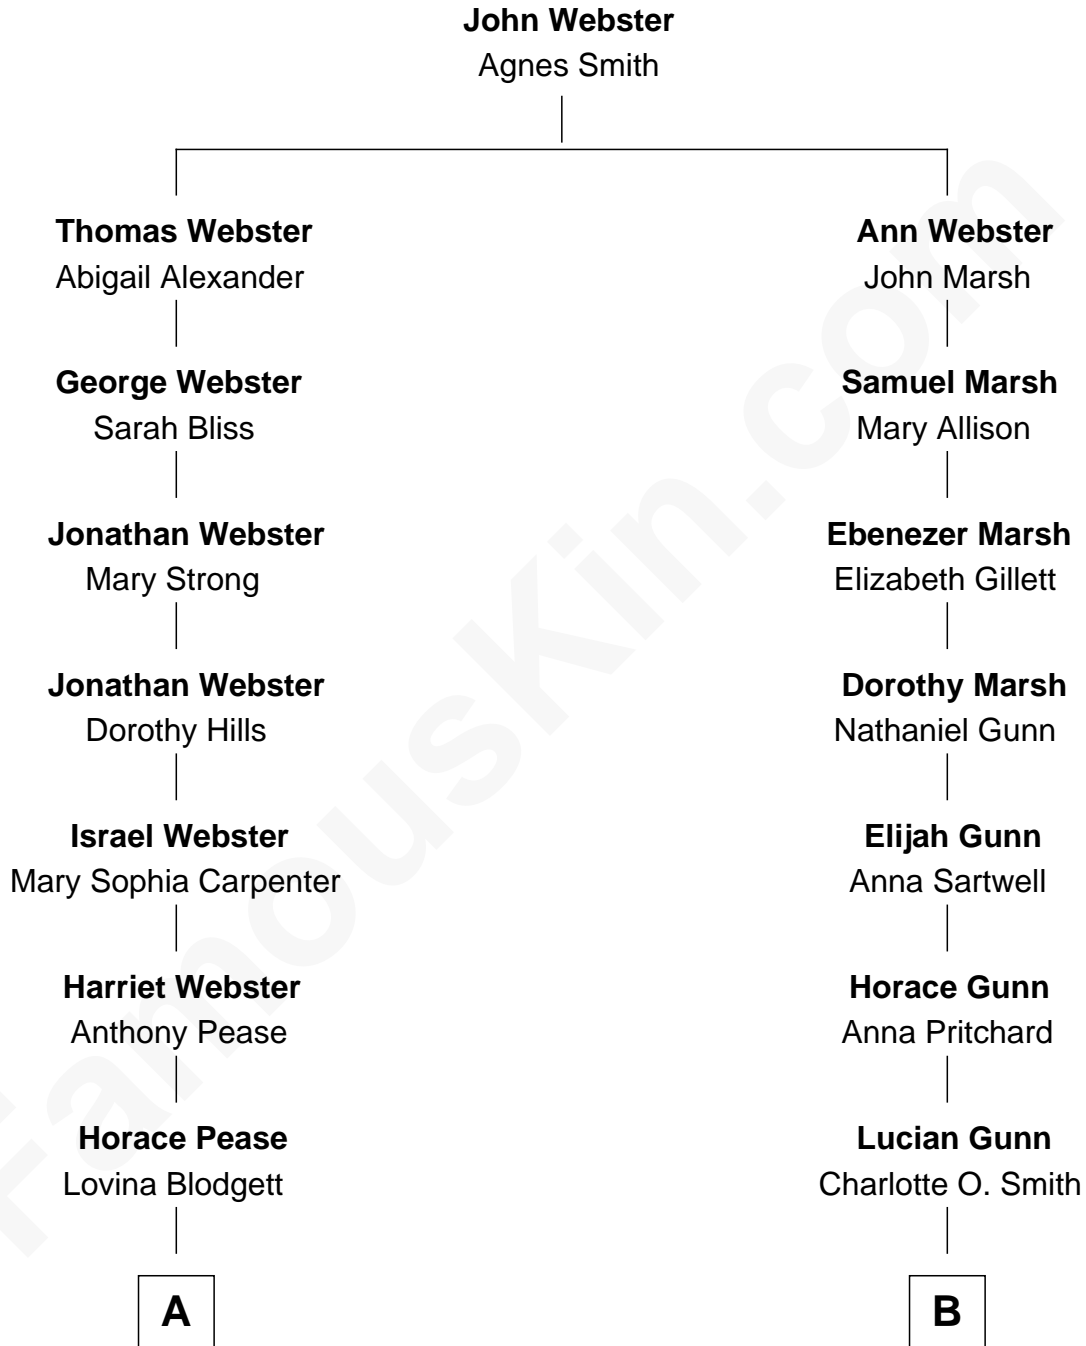 John Webster
Agnes Smith
Thomas Webster
Abigail Alexander
Ann Webster
John Marsh
George Webster
Sarah Bliss
Samuel Marsh
Mary Allison
Jonathan Webster
Mary Strong
Ebenezer Marsh
Elizabeth Gillett
Jonathan Webster
Dorothy Hills
Dorothy Marsh
Nathaniel Gunn
Israel Webster
Mary Sophia Carpenter
Elijah Gunn
Anna Sartwell
Harriet Webster
Anthony Pease
Horace Gunn
Anna Pritchard
Horace Pease
Lovina Blodgett
Lucian Gunn
Charlotte O. Smith
A
B
FamousKin.com